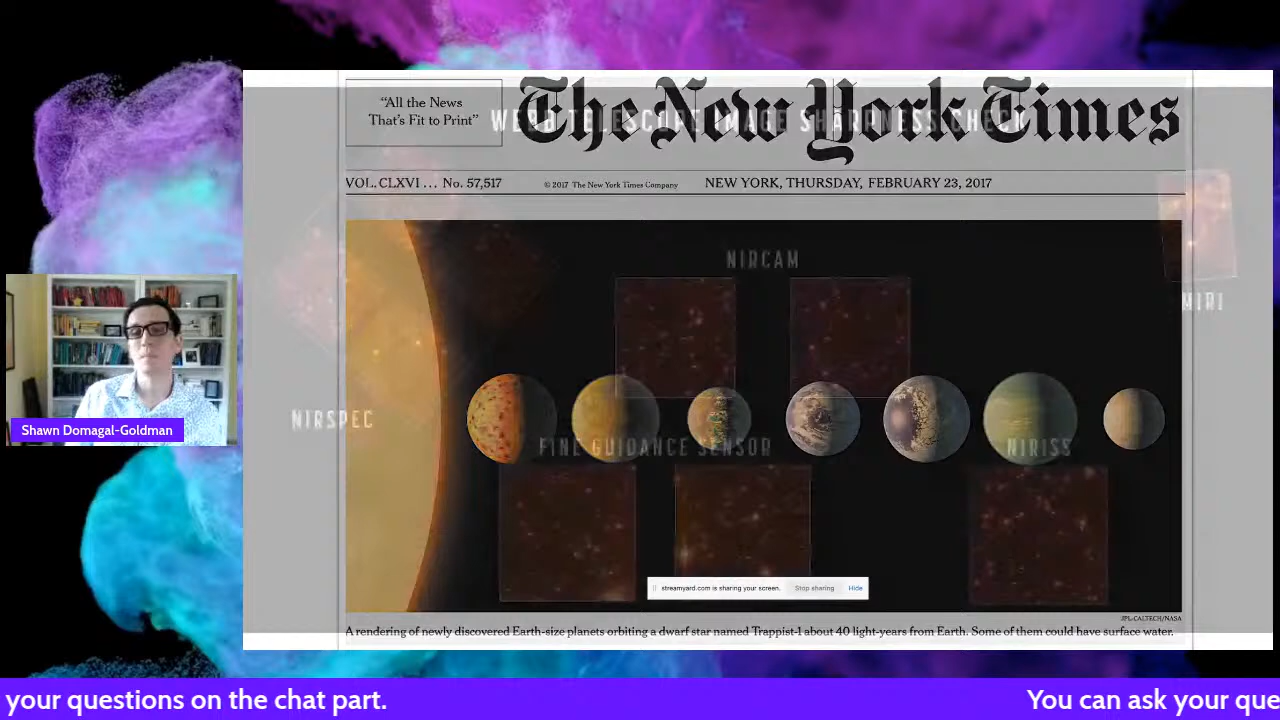 "All the News
That's Fit to Print"
The New York Times
WEBB TELESCOPE IMAGE SHARPNESS CHECK
VOL. CLXVI ... No. 57,517
© 2017 The New York Times Company
NEW YORK, THURSDAY, FEBRUARY 23, 2017
NIRCAM
MIRI
NIRSPEC
Shawn Domagal-Goldman
FINE GUIDANCE SENSOR
NIRISS
streamyard.com is sharing your screen.
Stop sharing
Hide
JPL-CALTECH/NASA
A rendering of newly discovered Earth-size planets orbiting a dwarf star named Trappist-1 about 40 light-years from Earth. Some of them could have surface water.
your questions on the chat part.
You can ask your que